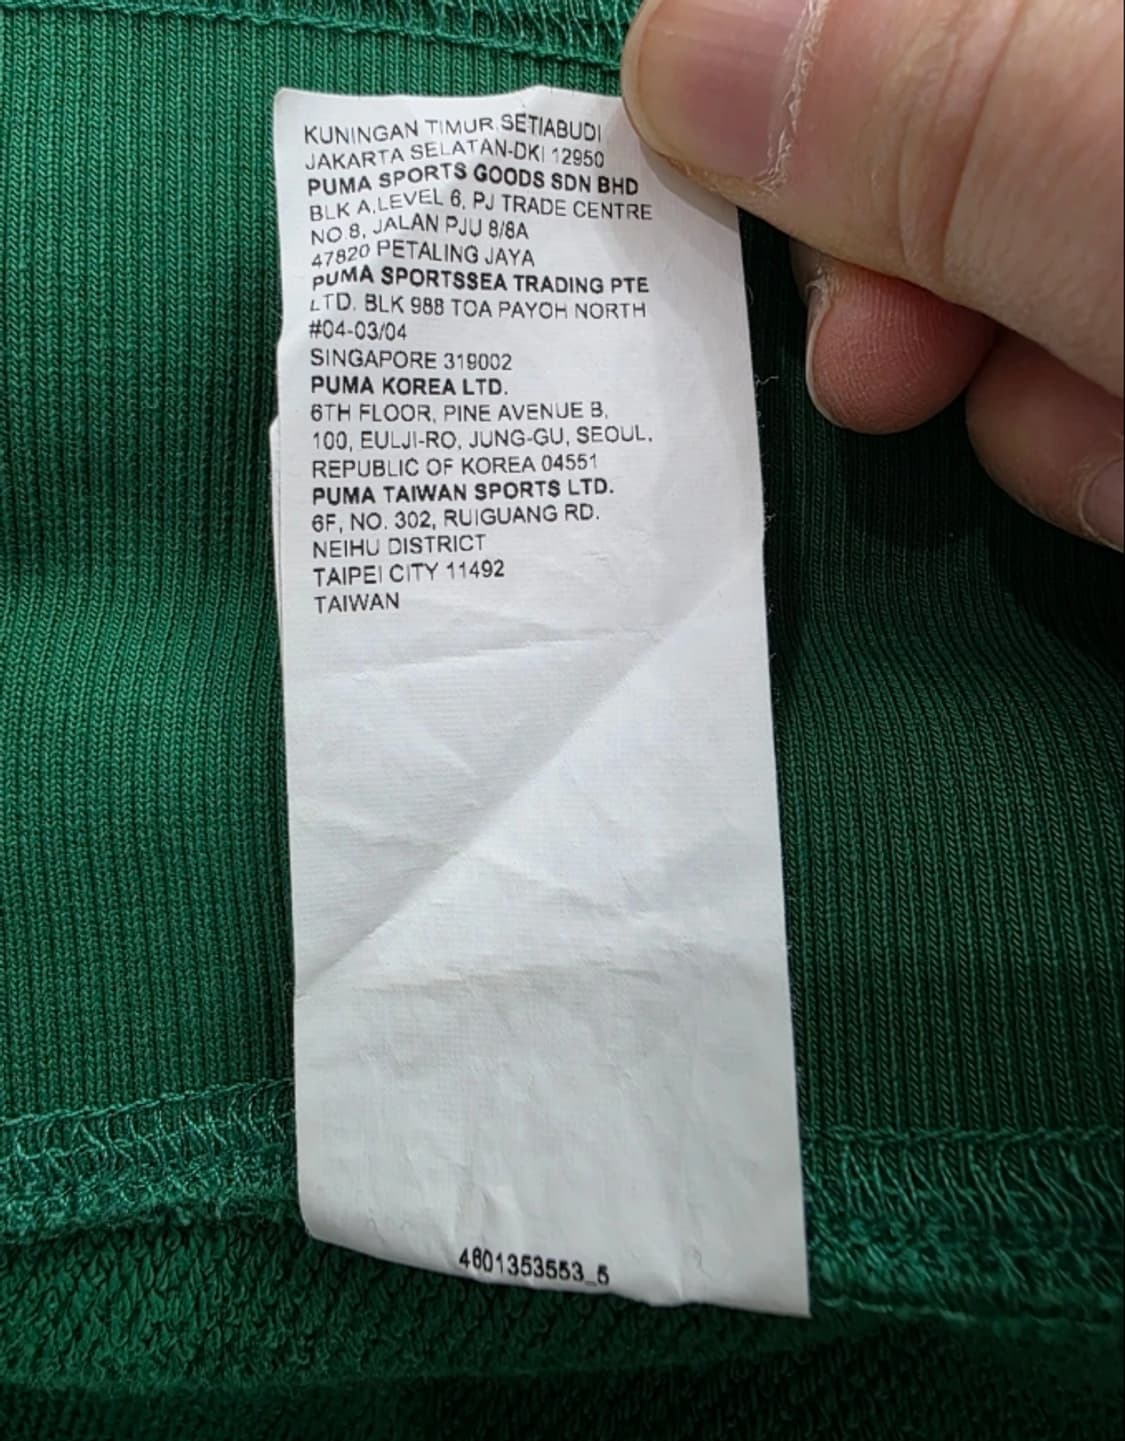 KUNINGAN TIMUR SETIABUDI
JAKARTA SELATAN-DKI 12950
PUMA SPORTS GOODS SDN BHD
BLK A,LEVEL 6, PJ TRADE CENTRE
NO.8, JALAN PJU 8/8A
47820 PETALING JAYA
PUMA SPORTSSEA TRADING PTE
LTD. BLK 988 TOA PAYOH NORTH
#04-03/04
SINGAPORE 319002
PUMA KOREA LTD.
6TH FLOOR, PINE AVENUE B,
100, EULJI-RO, JUNG-GU, SEOUL,
REPUBLIC OF KOREA 04551
PUMA TAIWAN SPORTS LTD.
6F, NO. 302, RUIGUANG RD.
NEIHU DISTRICT
TAIPEI CITY 11492
TAIWAN
4601353553_5